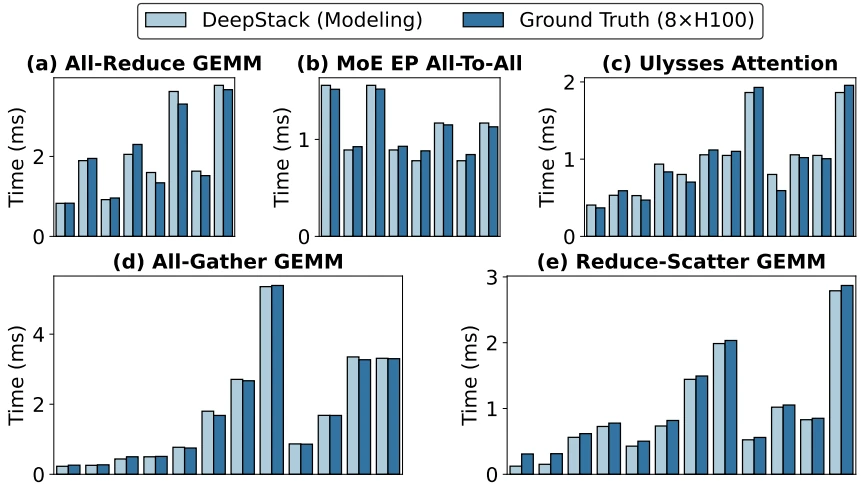 DeepStack (Modeling)
Ground Truth (8×H100)
(a) All-Reduce GEMM
Time (ms)
2
0
(b) MoE EP All-To-All
Time (ms)
1
0
(c) Ulysses Attention
Time (ms)
2
1
0
(d) All-Gather GEMM
Time (ms)
4
2
0
(e) Reduce-Scatter GEMM
Time (ms)
3
2
1
0